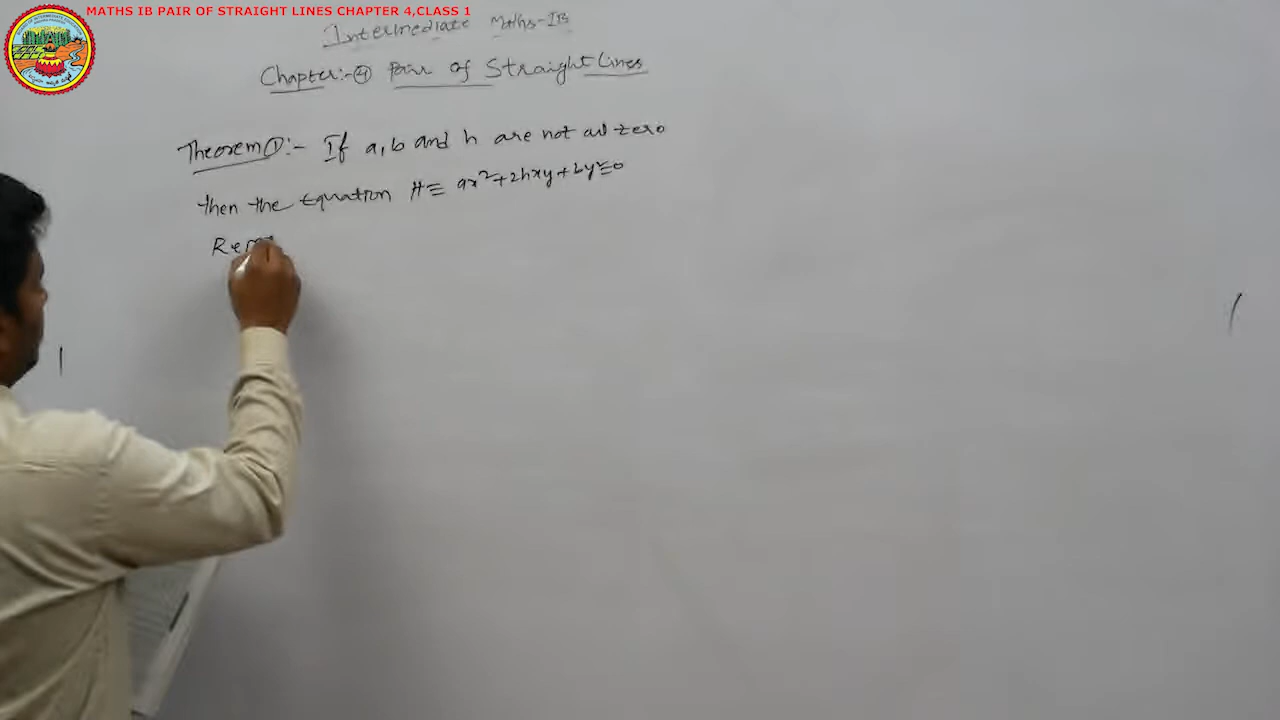 MATHS IB PAIR OF STRAIGHT LINES CHAPTER 4,CLASS 1
Intermediate Maths-IB
Chapter:-④ Pair of Straight Lines
Theorem①:- If a, b and h are not all zero
then the Equation H≡ ax²+2hxy+by²=0
Rem